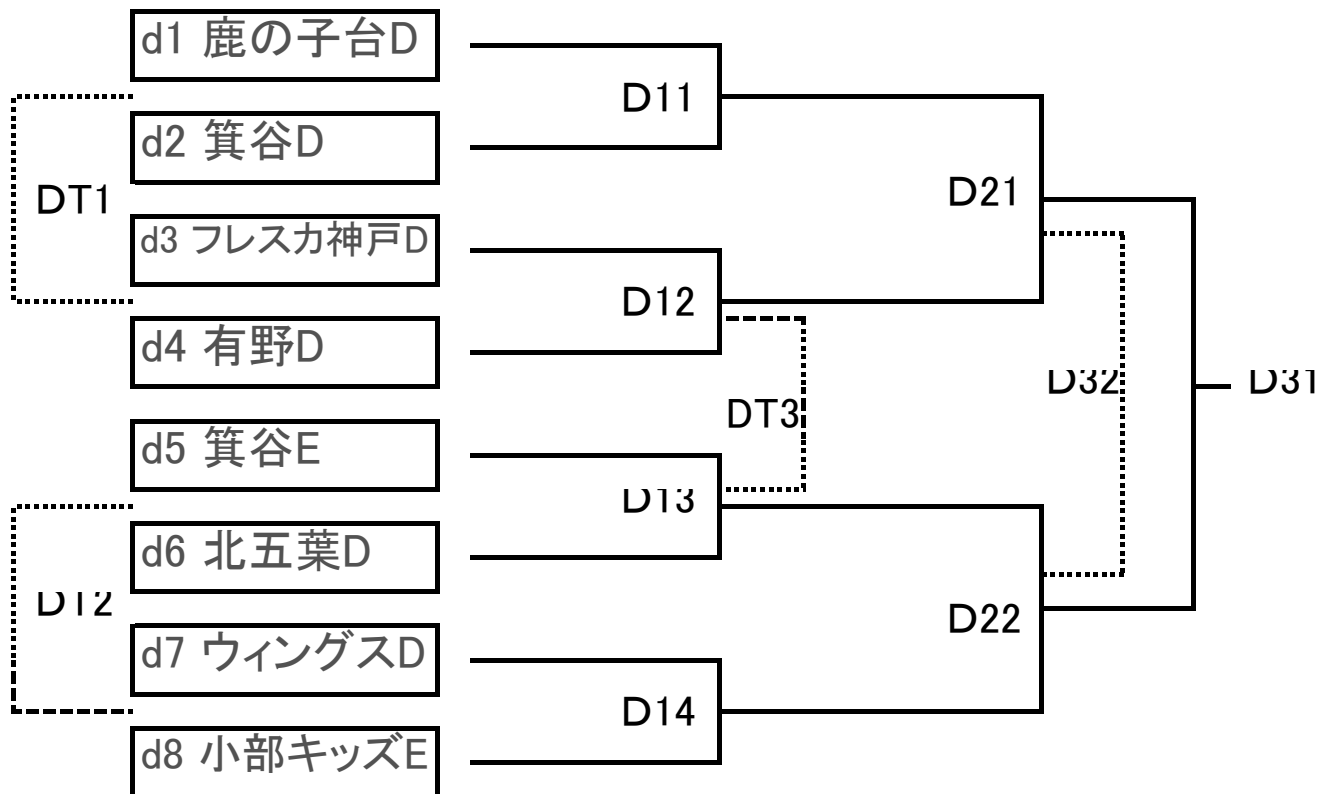 d1 鹿の子台D
D11
d2 箕谷D
DT1
D21
d3 フレスカ神戸D
D12
d4 有野D
D32
D31
DT3
d5 箕谷E
D13
d6 北五葉D
DT2
D22
d7 ウィングスD
D14
d8 小部キッズE